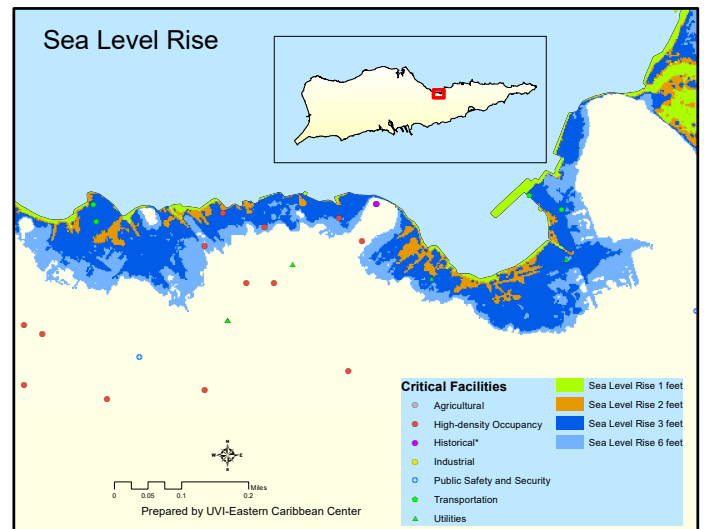 Sea Level Rise
Critical Facilities
Agricultural
High-density Occupancy
Historical*
Industrial
Public Safety and Security
Transportation
Utilities
Sea Level Rise 1 feet
Sea Level Rise 2 feet
Sea Level Rise 3 feet
Sea Level Rise 6 feet
N
W E
S
Miles
0 0.05 0.1 0.2
Prepared by UVI-Eastern Caribbean Center